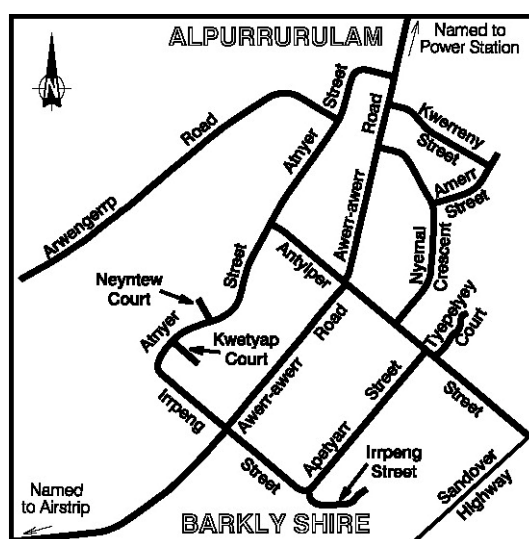 ALPURRURULAM
Named to
Power Station
N
Street
Road
Road
Kwerreny
Street
Atnyer
Amerr
Street
Arwengerrp
Awerr-awerr
Nyemal
Crescent
Street
Antylper
Neyntew
Court
Tyepetyey
Court
Atnyer
Kwetyap
Court
Road
Street
Street
Irrpeng
Awerr-awerr
Apetyarr
Street
Irrpeng
Street
Sandover
Highway
Named
to Airstrip
BARKLY SHIRE